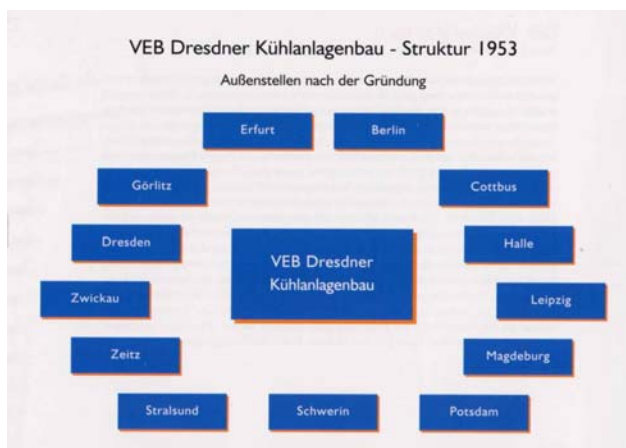 VEB Dresdner Kühlanlagenbau - Struktur 1953
Außenstellen nach der Gründung
Erfurt
Berlin
Görlitz
Cottbus
Dresden
VEB Dresdner
Kühlanlagenbau
Halle
Zwickau
Leipzig
Zeitz
Magdeburg
Stralsund
Schwerin
Potsdam